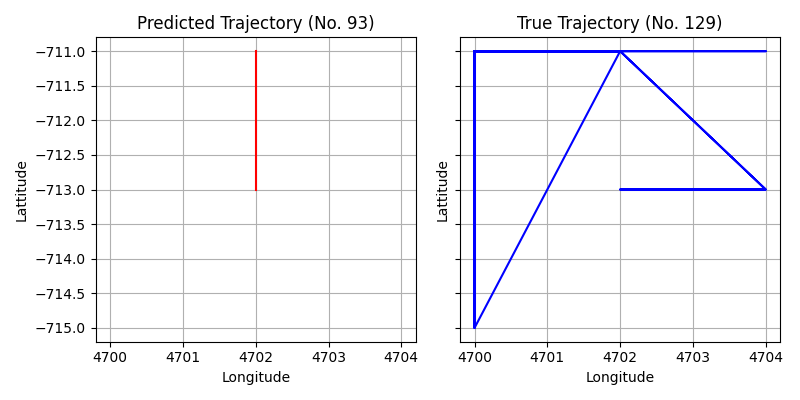 Predicted Trajectory (No. 93)
True Trajectory (No. 129)
−711.0
−711.5
−712.0
−712.5
−713.0
−713.5
−714.0
−714.5
−715.0
Lattitude
Lattitude
4700 4701 4702 4703 4704
4700 4701 4702 4703 4704
Longitude
Longitude